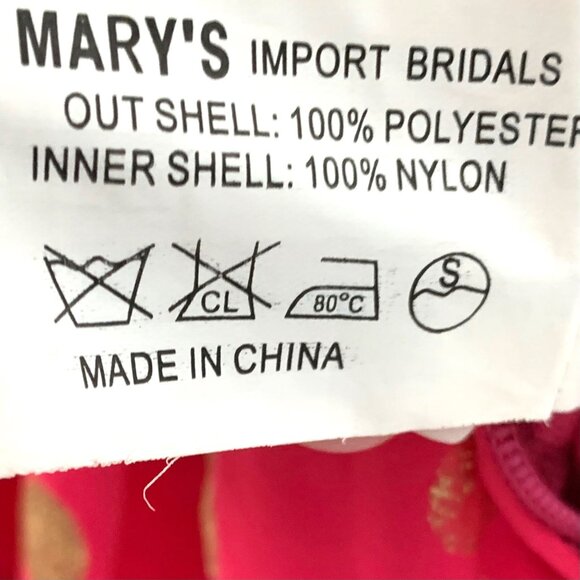 MARY'S IMPORT BRIDALS
OUT SHELL: 100% POLYESTER
INNER SHELL: 100% NYLON
CL 80°C S
MADE IN CHINA